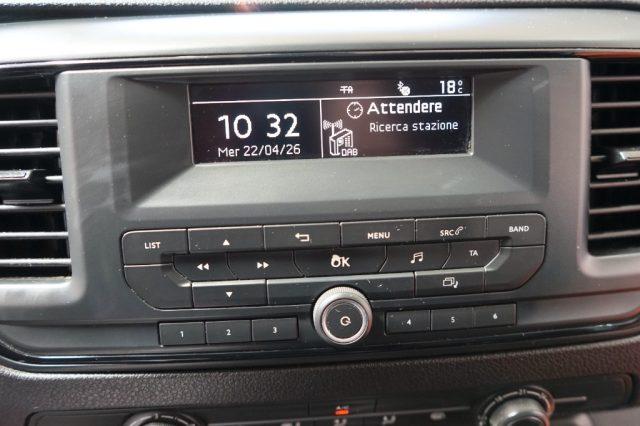 TA 18°C
10 32
Mer 22/04/26
Attendere
Ricerca stazione
DAB
LIST MENU SRC BAND
OK TA
1 2 3 4 5 6
A/C